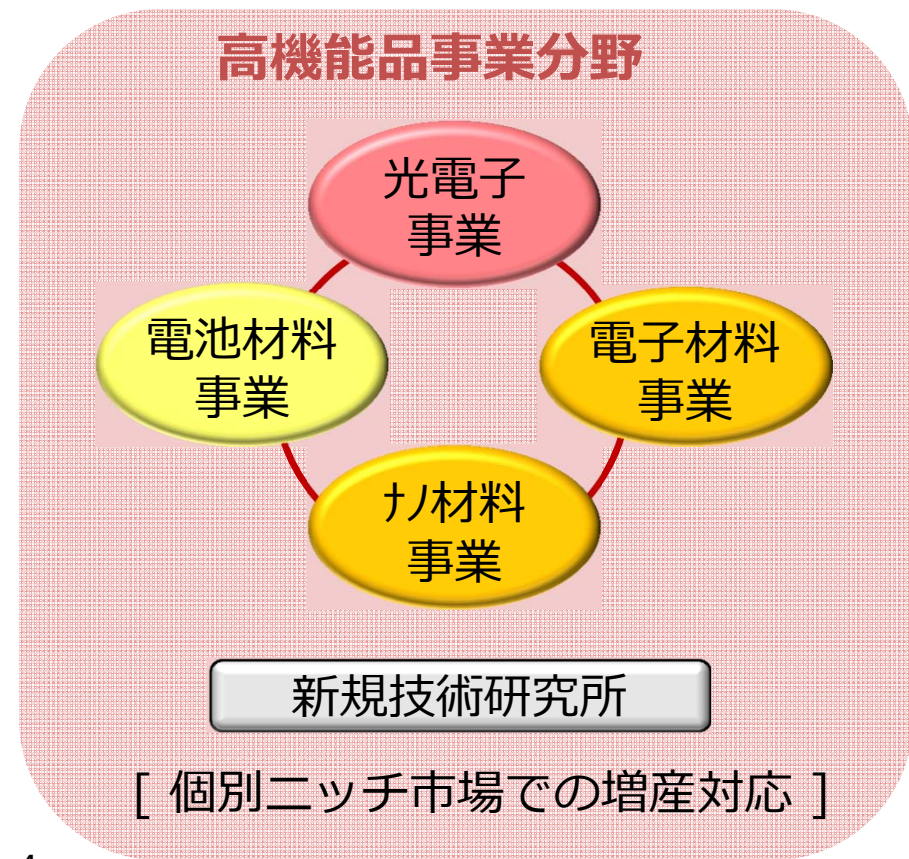 高機能品事業分野
光電子
事業
電池材料
事業
電子材料
事業
ﾅﾉ材料
事業
新規技術研究所
[ 個別ニッチ市場での増産対応 ]